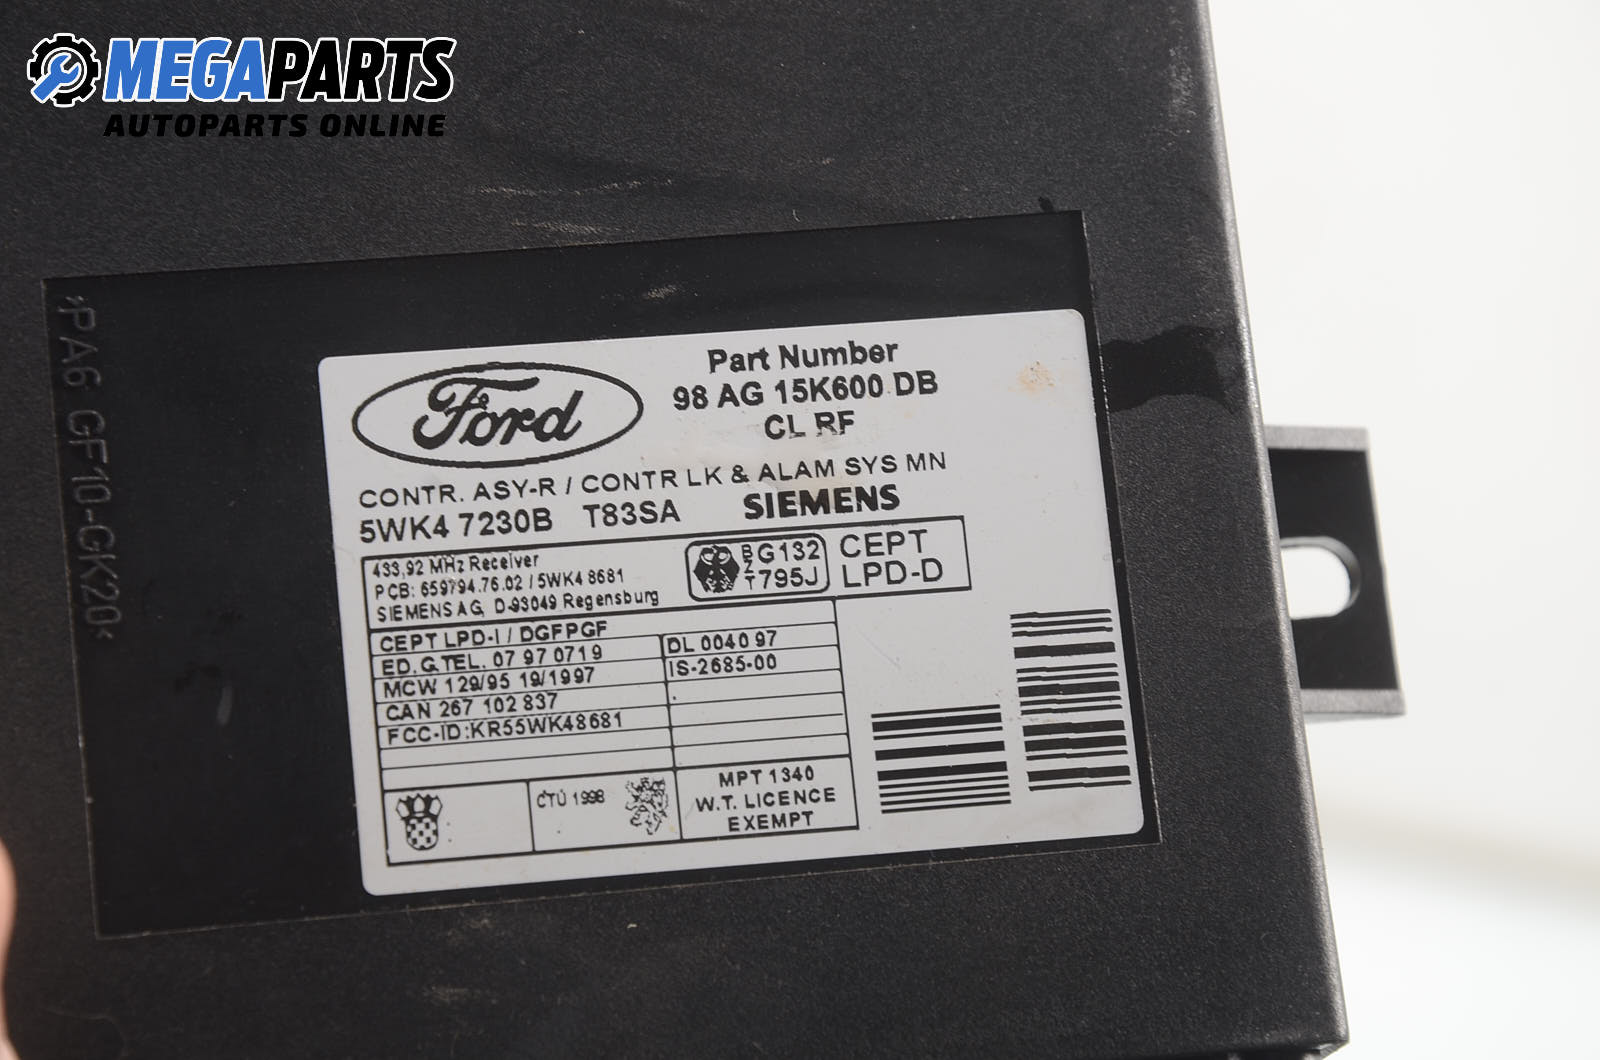 MEGAPARTS
AUTOPARTS ONLINE
>PA6 GF10-GK20<
Ford
Part Number
98 AG 15K600 DB
CL RF
CONTR. ASY-R / CONTR LK & ALAM SYS MN
5WK4 7230B T83SA SIEMENS
433,92 MHz Receiver
PCB: 659794.76.02 / 5WK4 8681
SIEMENS AG, D-93049 Regensburg
BZT G132 795J
CEPT LPD-D
CEPT LPD-I / DGFPGF
ED. G.TEL. 07 97 0719
MCW 129/95 19/1997
CAN 267 102 837
FCC-ID:KR55WK48681
DL 0040 97
IS-2685-00
ČTÚ 1998
MPT 1340
W.T. LICENCE
EXEMPT